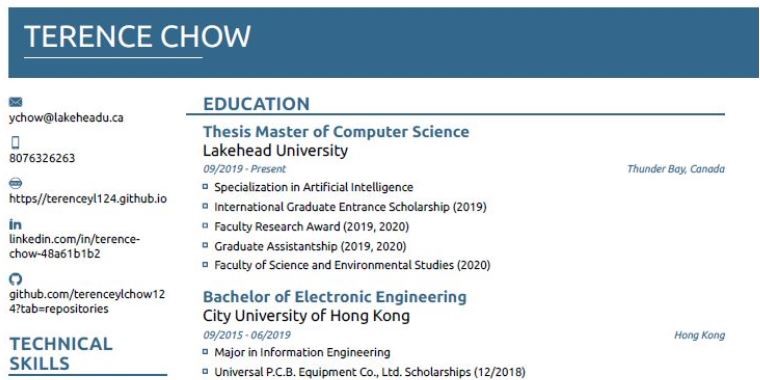 TERENCE CHOW
ychow@lakeheadu.ca
8076326263
https//terenceyl124.github.io
linkedin.com/in/terence-
chow-48a61b1b2
github.com/terenceylchow12
4?tab=repositories
TECHNICAL
SKILLS
EDUCATION
Thesis Master of Computer Science
Lakehead University
09/2019 - Present
Thunder Bay, Canada
Specialization in Artificial Intelligence
International Graduate Entrance Scholarship (2019)
Faculty Research Award (2019, 2020)
Graduate Assistantship (2019, 2020)
Faculty of Science and Environmental Studies (2020)
Bachelor of Electronic Engineering
City University of Hong Kong
09/2015 - 06/2019
Hong Kong
Major in Information Engineering
Universal P.C.B. Equipment Co., Ltd. Scholarships (12/2018)